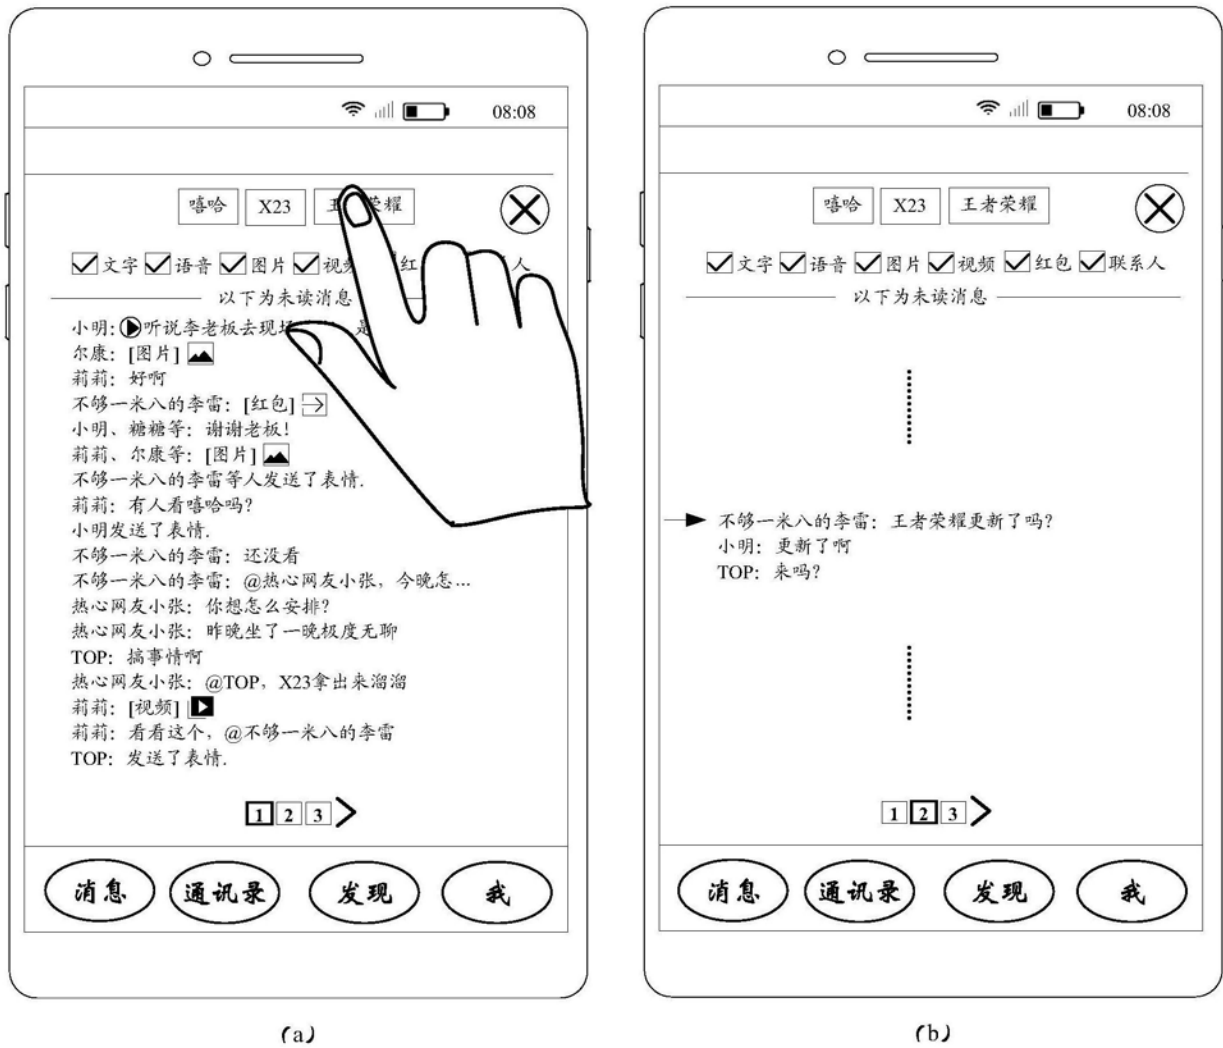 08:08
嘻哈 X23 王 荣耀
文字 语音 图片 视频 红 人
以下为未读消息
小明: 听说李老板去现场 是
尔康: [图片]
莉莉: 好啊
不够一米八的李雷: [红包]
小明、糖糖等: 谢谢老板!
莉莉、尔康等: [图片]
不够一米八的李雷等人发送了表情.
莉莉: 有人看嘻哈吗?
小明发送了表情.
不够一米八的李雷: 还没看
不够一米八的李雷: @热心网友小张, 今晚怎...
热心网友小张: 你想怎么安排?
热心网友小张: 昨晚坐了一晚极度无聊
TOP: 搞事情啊
热心网友小张: @TOP, X23拿出来溜溜
莉莉: [视频]
莉莉: 看看这个, @不够一米八的李雷
TOP: 发送了表情.
1 2 3
消息 通讯录 发现 我
(a)
08:08
嘻哈 X23 王者荣耀
文字 语音 图片 视频 红包 联系人
以下为未读消息
不够一米八的李雷: 王者荣耀更新了吗?
小明: 更新了啊
TOP: 来吗?
1 2 3
消息 通讯录 发现 我
(b)